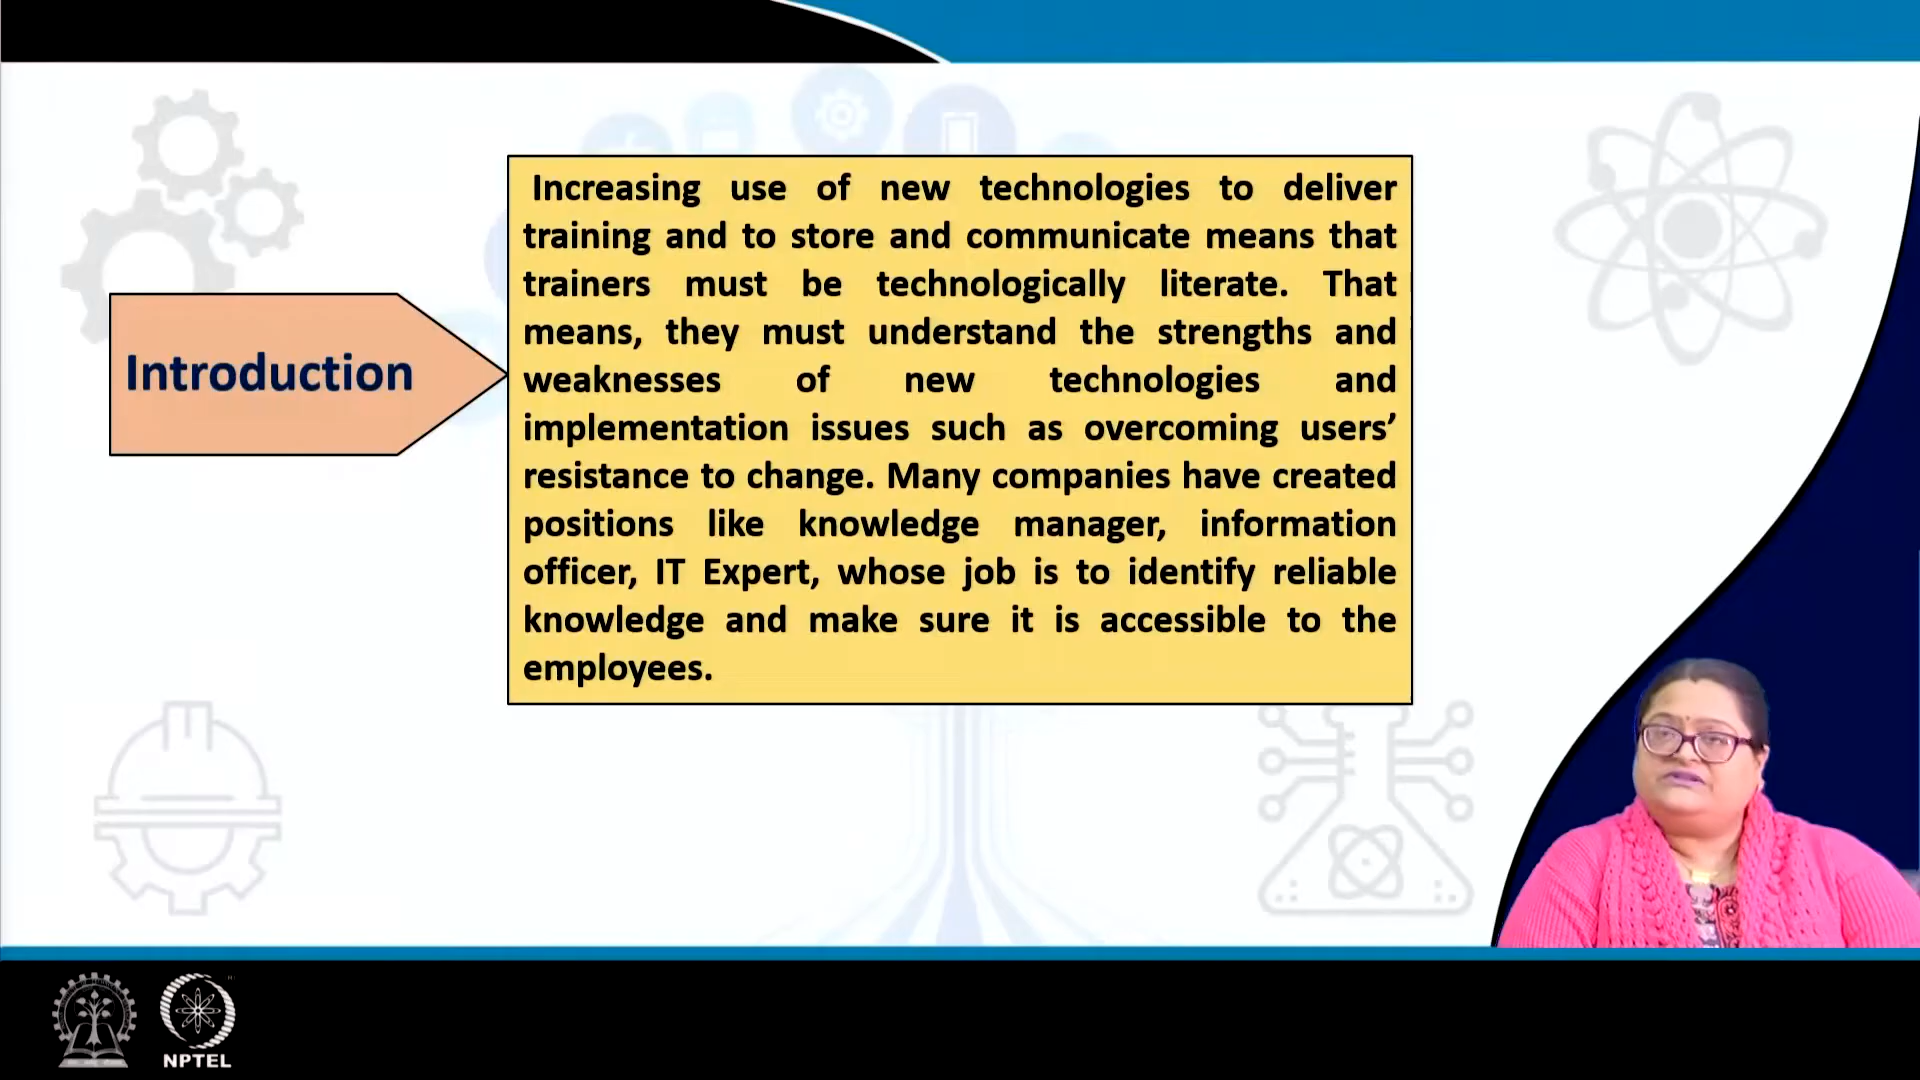 Introduction
Increasing use of new technologies to deliver
training and to store and communicate means that
trainers must be technologically literate. That
means, they must understand the strengths and
weaknesses of new technologies and
implementation issues such as overcoming users’
resistance to change. Many companies have created
positions like knowledge manager, information
officer, IT Expert, whose job is to identify reliable
knowledge and make sure it is accessible to the
employees.
NPTEL